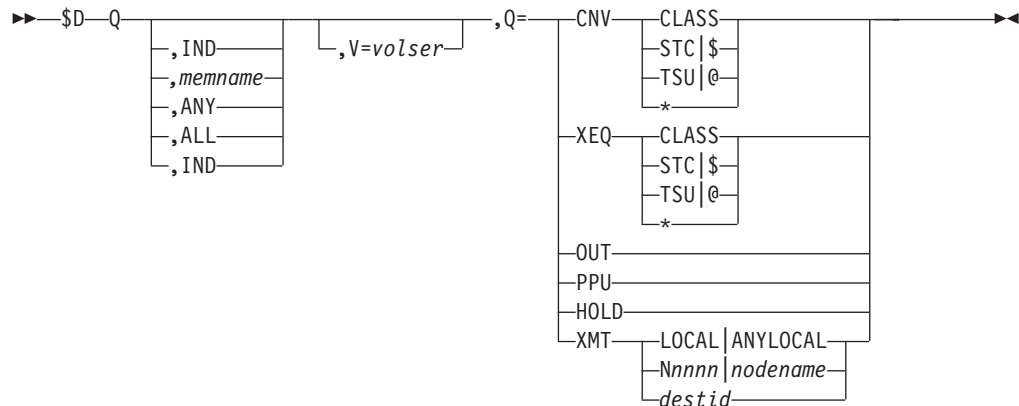 ►►—$D—Q ,Q= CNV CLASS ►◄
,IND ,V=volser STC|$
,memname TSU|@
,ANY *
,ALL XEQ CLASS
,IND STC|$
TSU|@
*
OUT
PPU
HOLD
XMT LOCAL|ANYLOCAL
Nnnnn|nodename
destid